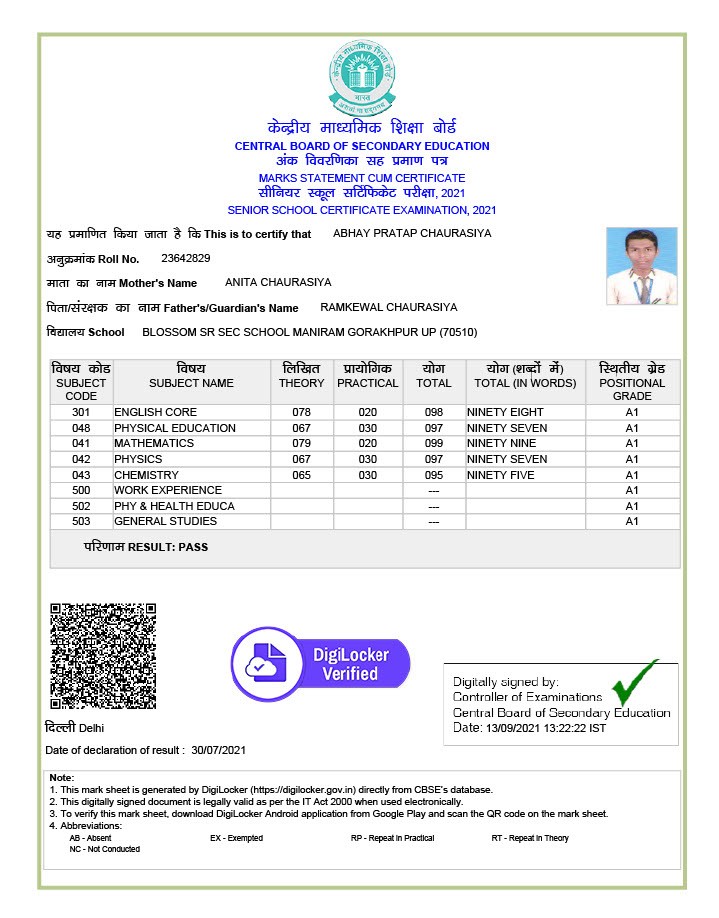 केन्द्रीय माध्यमिक शिक्षा बोर्ड
भारत
असतो मा सद्गमय
केन्द्रीय माध्यमिक शिक्षा बोर्ड
CENTRAL BOARD OF SECONDARY EDUCATION
अंक विवरणिका सह प्रमाण पत्र
MARKS STATEMENT CUM CERTIFICATE
सीनियर स्कूल सर्टिफिकेट परीक्षा, 2021
SENIOR SCHOOL CERTIFICATE EXAMINATION, 2021
यह प्रमाणित किया जाता है कि This is to certify that ABHAY PRATAP CHAURASIYA
अनुक्रमांक Roll No. 23642829
माता का नाम Mother's Name ANITA CHAURASIYA
पिता/संरक्षक का नाम Father's/Guardian's Name RAMKEWAL CHAURASIYA
विद्यालय School BLOSSOM SR SEC SCHOOL MANIRAM GORAKHPUR UP (70510)
विषय कोड विषय लिखित प्रायोगिक योग योग (शब्दों में) स्थितीय ग्रेड
SUBJECT SUBJECT NAME THEORY PRACTICAL TOTAL TOTAL (IN WORDS) POSITIONAL
CODE GRADE
301 ENGLISH CORE 078 020 098 NINETY EIGHT A1
048 PHYSICAL EDUCATION 067 030 097 NINETY SEVEN A1
041 MATHEMATICS 079 020 099 NINETY NINE A1
042 PHYSICS 067 030 097 NINETY SEVEN A1
043 CHEMISTRY 065 030 095 NINETY FIVE A1
500 WORK EXPERIENCE --- A1
502 PHY & HEALTH EDUCA --- A1
503 GENERAL STUDIES --- A1
परिणाम RESULT: PASS
DigiLocker
Verified
Digitally signed by:
Controller of Examinations
Central Board of Secondary Education
Date: 13/09/2021 13:22:22 IST
दिल्ली Delhi
Date of declaration of result : 30/07/2021
Note:
1. This mark sheet is generated by DigiLocker (https://digilocker.gov.in) directly from CBSE's database.
2. This digitally signed document is legally valid as per the IT Act 2000 when used electronically.
3. To verify this mark sheet, download DigiLocker Android application from Google Play and scan the QR code on the mark sheet.
4. Abbreviations:
AB - Absent EX - Exempted RP - Repeat in Practical RT - Repeat in Theory
NC - Not Conducted